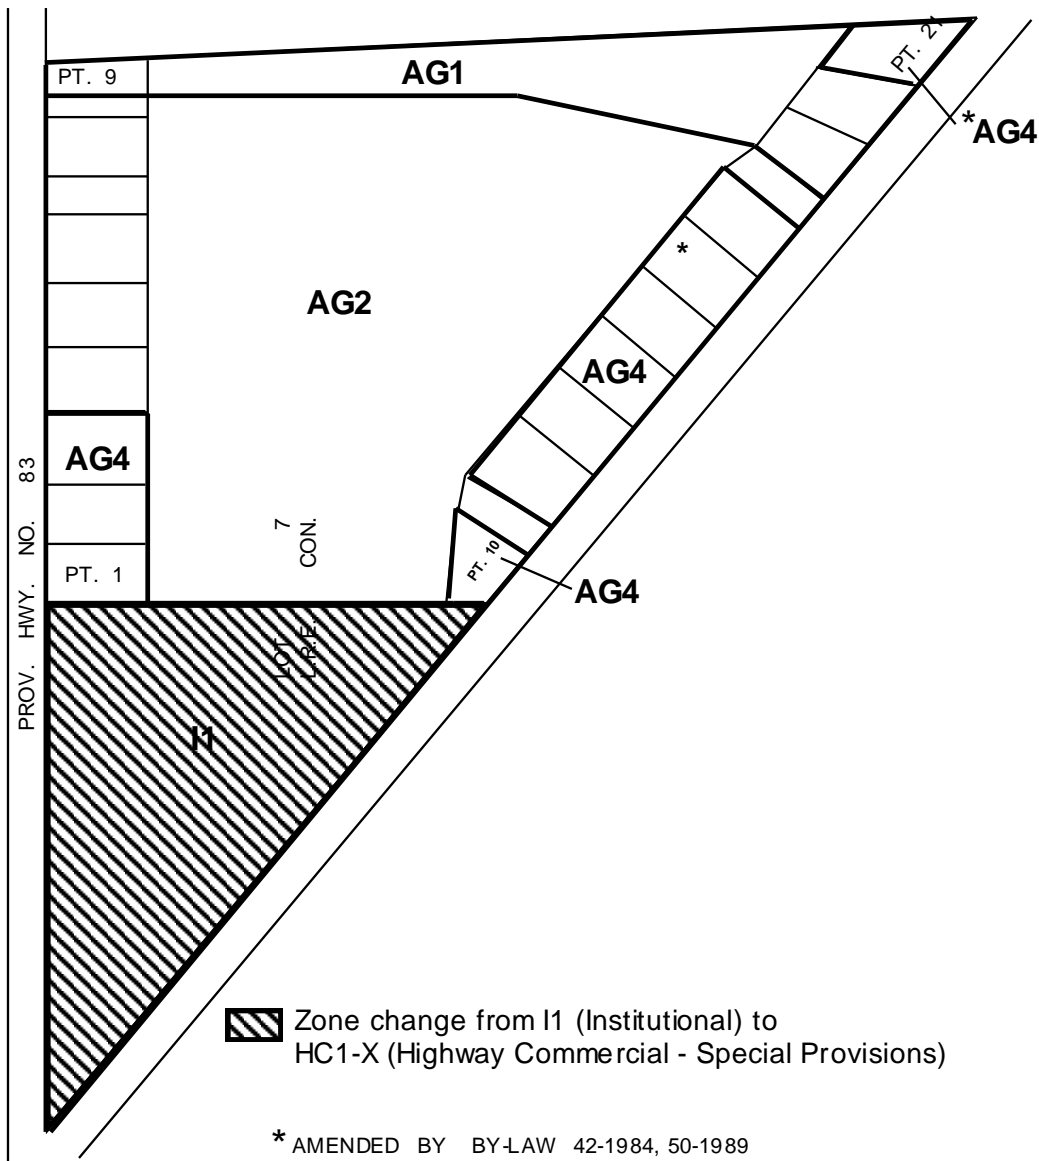 PT. 9
AG1
PT. 21
*AG4
*
AG2
AG4
AG4
PROV. HWY. NO. 83
PT. 1
LOT 7
L.R.E. CON.
PT. 10
AG4
I1
Zone change from I1 (Institutional) to
HC1-X (Highway Commercial - Special Provisions)
* AMENDED BY BY-LAW 42-1984, 50-1989